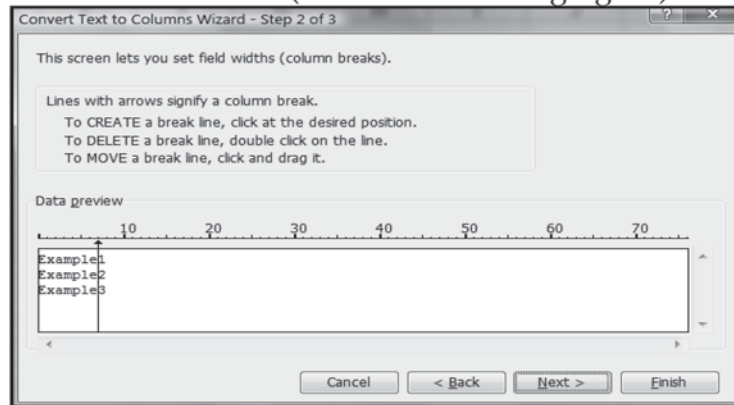 Convert Text to Columns Wizard - Step 2 of 3
This screen lets you set field widths (column breaks).
Lines with arrows signify a column break.
To CREATE a break line, click at the desired position.
To DELETE a break line, double click on the line.
To MOVE a break line, click and drag it.
Data preview
10 20 30 40 50 60 70
Example1
Example2
Example3
Cancel < Back Next > Finish